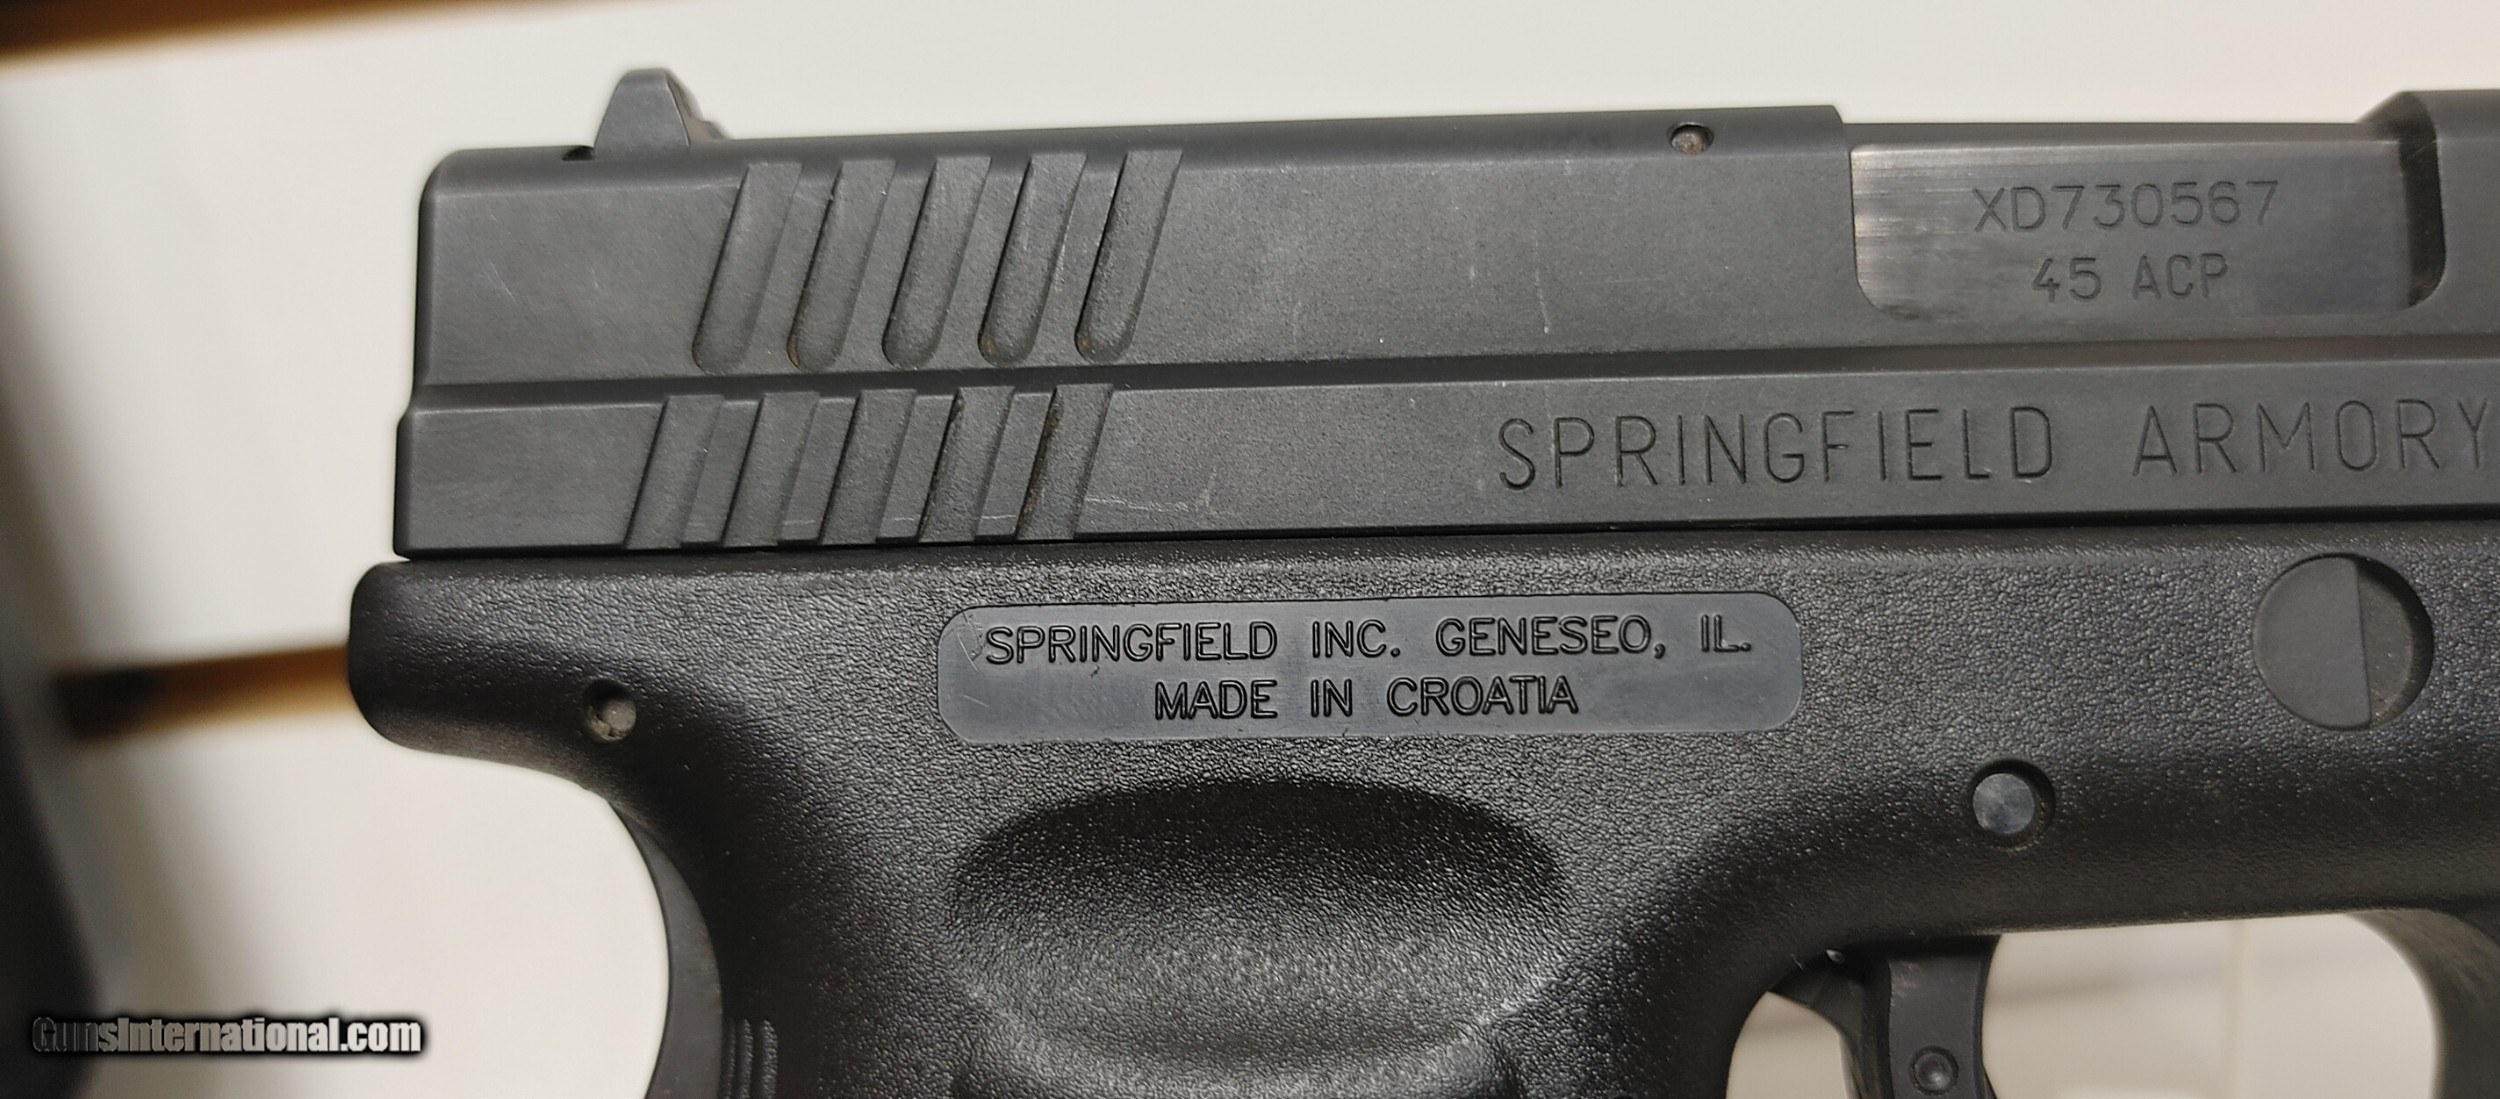 XD730567
45 ACP
SPRINGFIELD ARMORY
SPRINGFIELD INC. GENESEO, IL.
MADE IN CROATIA
GunsInternational.com